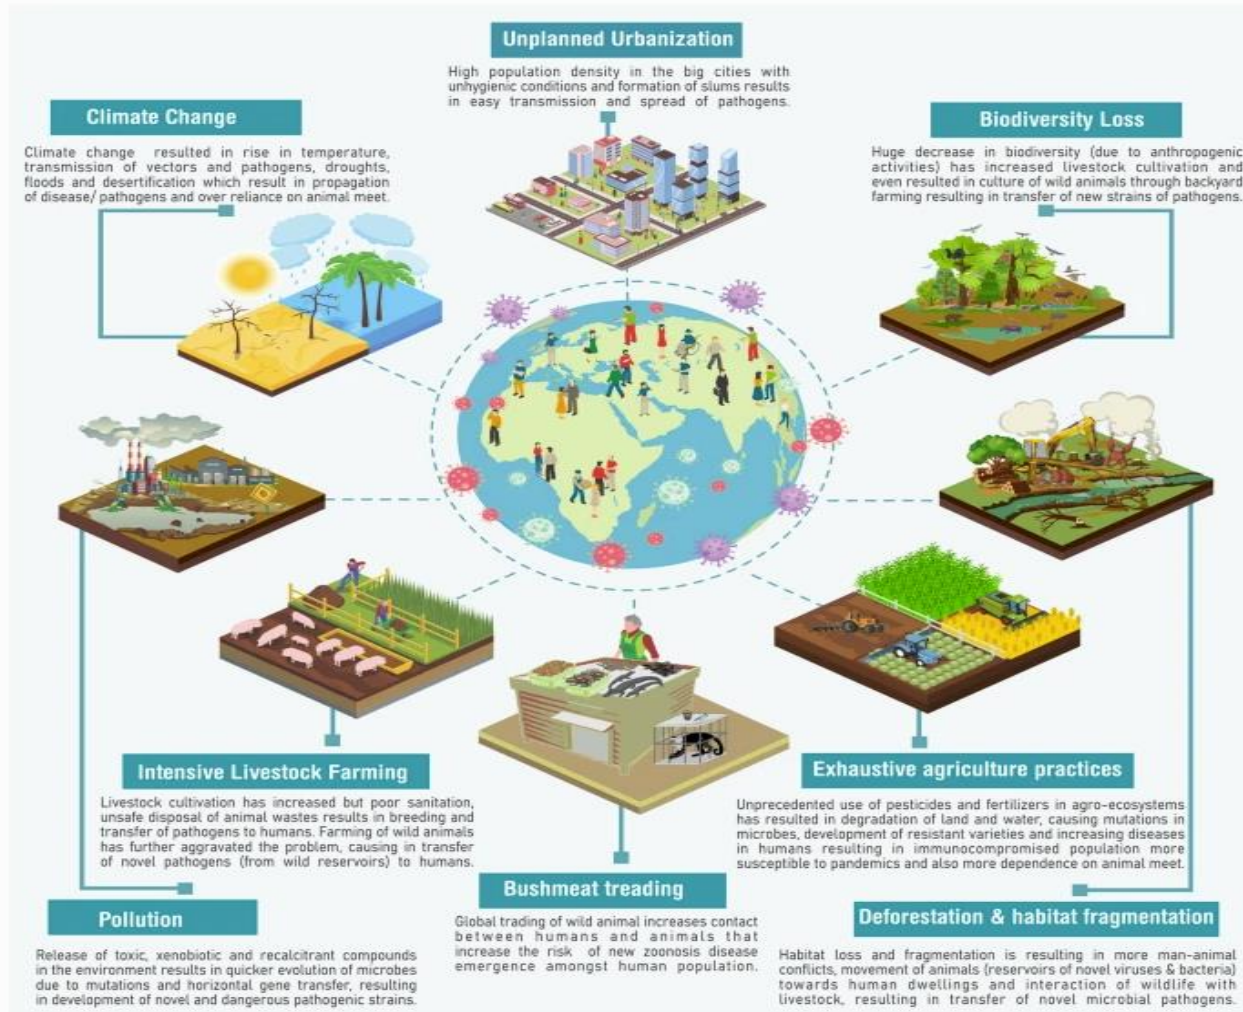 Unplanned Urbanization
High population density in the big cities with
unhygienic conditions and formation of slums results
in easy transmission and spread of pathogens.
Climate Change
Climate change resulted in rise in temperature,
transmission of vectors and pathogens, droughts,
floods and desertification which result in propagation
of disease/ pathogens and over reliance on animal meet.
Biodiversity Loss
Huge decrease in biodiversity (due to anthropogenic
activities) has increased livestock cultivation and
even resulted in culture of wild animals through backyard
farming resulting in transfer of new strains of pathogens.
Intensive Livestock Farming
Livestock cultivation has increased but poor sanitation,
unsafe disposal of animal wastes results in breeding and
transfer of pathogens to humans. Farming of wild animals
has further aggravated the problem, causing in transfer
of novel pathogens (from wild reservoirs) to humans.
Exhaustive agriculture practices
Unprecedented use of pesticides and fertilizers in agro-ecosystems
has resulted in degradation of land and water, causing mutations in
microbes, development of resistant varieties and increasing diseases
in humans resulting in immunocompromised population more
susceptible to pandemics and also more dependence on animal meet.
Pollution
Release of toxic, xenobiotic and recalcitrant compounds
in the environment results in quicker evolution of microbes
due to mutations and horizontal gene transfer, resulting
in development of novel and dangerous pathogenic strains.
Bushmeat treading
Global trading of wild animal increases contact
between humans and animals that
increase the risk of new zoonosis disease
emergence amongst human population.
Deforestation & habitat fragmentation
Habitat loss and fragmentation is resulting in more man-animal
conflicts, movement of animals (reservoirs of novel viruses & bacteria)
towards human dwellings and interaction of wildlife with
livestock, resulting in transfer of novel microbial pathogens.